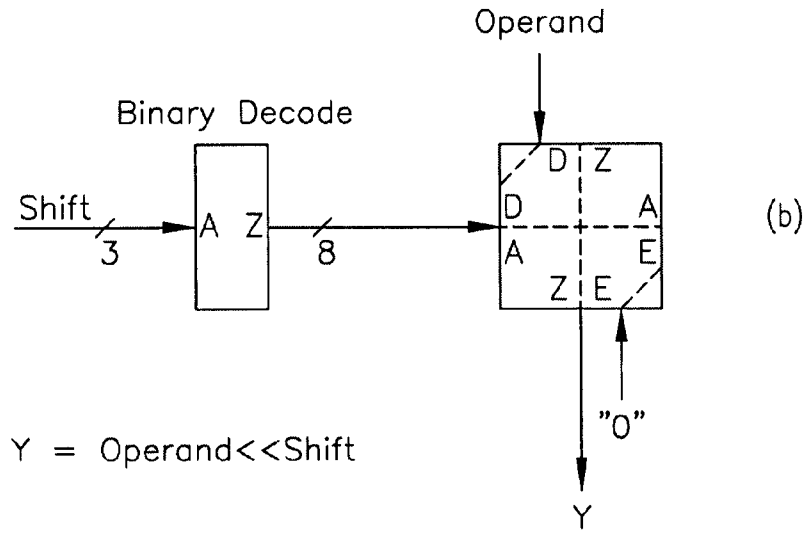 Operand
Binary Decode
D Z
Shift
D A
(b)
A Z
3
8
A E
Z E
"0"
Y = Operand<<Shift
Y